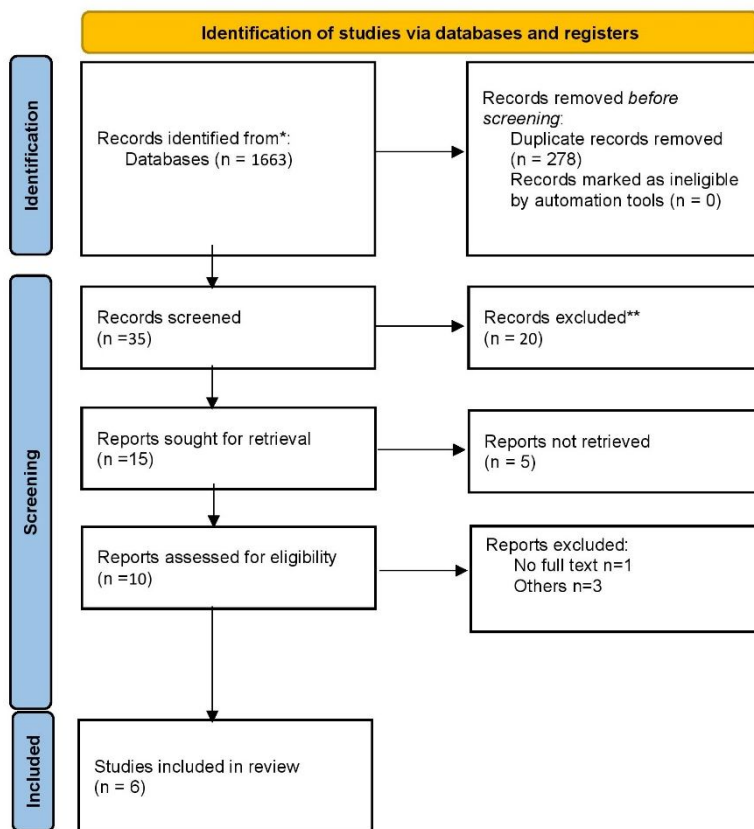 Identification of studies via databases and registers
Identification
Records identified from*:
Databases (n = 1663)
Records removed before
screening:
Duplicate records removed
(n = 278)
Records marked as ineligible
by automation tools (n = 0)
Screening
Records screened
(n =35)
Records excluded**
(n = 20)
Reports sought for retrieval
(n =15)
Reports not retrieved
(n = 5)
Reports assessed for eligibility
(n =10)
Reports excluded:
No full text n=1
Others n=3
Included
Studies included in review
(n = 6)